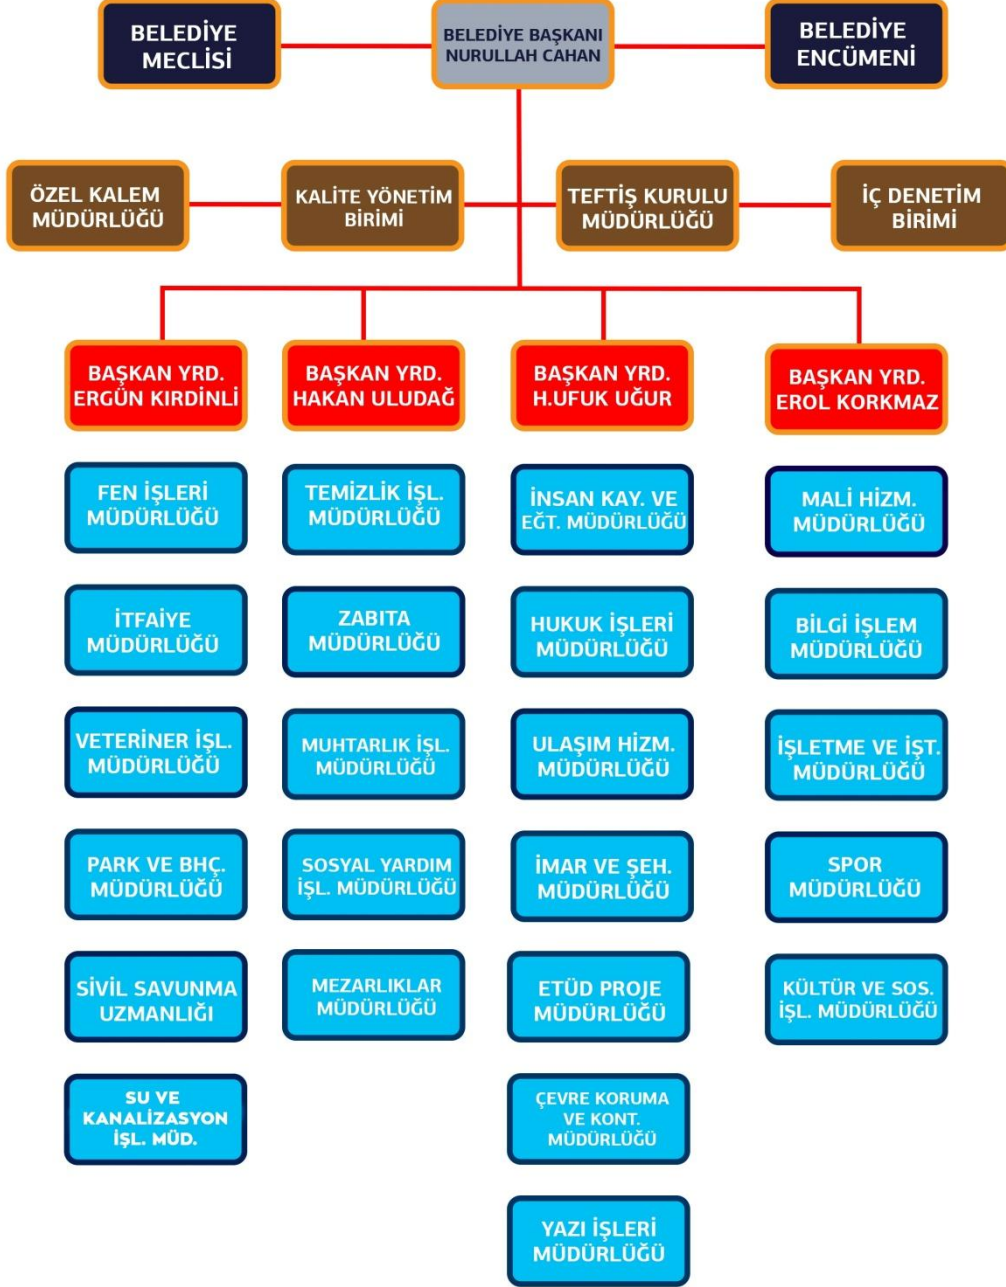 BELEDİYE
MECLİSİ
BELEDİYE BAŞKANI
NURULLAH CAHAN
BELEDİYE
ENCÜMENİ
ÖZEL KALEM
MÜDÜRLÜĞÜ
KALİTE YÖNETİM
BİRİMİ
TEFTİŞ KURULU
MÜDÜRLÜĞÜ
İÇ DENETİM
BİRİMİ
BAŞKAN YRD.
ERGÜN KIRDİNLİ
BAŞKAN YRD.
HAKAN ULUDAĞ
BAŞKAN YRD.
H.UFUK UĞUR
BAŞKAN YRD.
EROL KORKMAZ
FEN İŞLERİ
MÜDÜRLÜĞÜ
TEMİZLİK İŞL.
MÜDÜRLÜĞÜ
İNSAN KAY. VE
EĞT. MÜDÜRLÜĞÜ
MALİ HİZM.
MÜDÜRLÜĞÜ
İTFAİYE
MÜDÜRLÜĞÜ
ZABITA
MÜDÜRLÜĞÜ
HUKUK İŞLERİ
MÜDÜRLÜĞÜ
BİLGİ İŞLEM
MÜDÜRLÜĞÜ
VETERİNER İŞL.
MÜDÜRLÜĞÜ
MUHTARLIK İŞL.
MÜDÜRLÜĞÜ
ULAŞIM HİZM.
MÜDÜRLÜĞÜ
İŞLETME VE İŞT.
MÜDÜRLÜĞÜ
PARK VE BHÇ.
MÜDÜRLÜĞÜ
SOSYAL YARDIM
İŞL. MÜDÜRLÜĞÜ
İMAR VE ŞEH.
MÜDÜRLÜĞÜ
SPOR
MÜDÜRLÜĞÜ
SİVİL SAVUNMA
UZMANLIĞI
MEZARLIKLAR
MÜDÜRLÜĞÜ
ETÜD PROJE
MÜDÜRLÜĞÜ
KÜLTÜR VE SOS.
İŞL. MÜDÜRLÜĞÜ
SU VE
KANALİZASYON
İŞL. MÜD.
ÇEVRE KORUMA
VE KONT.
MÜDÜRLÜĞÜ
YAZI İŞLERİ
MÜDÜRLÜĞÜ